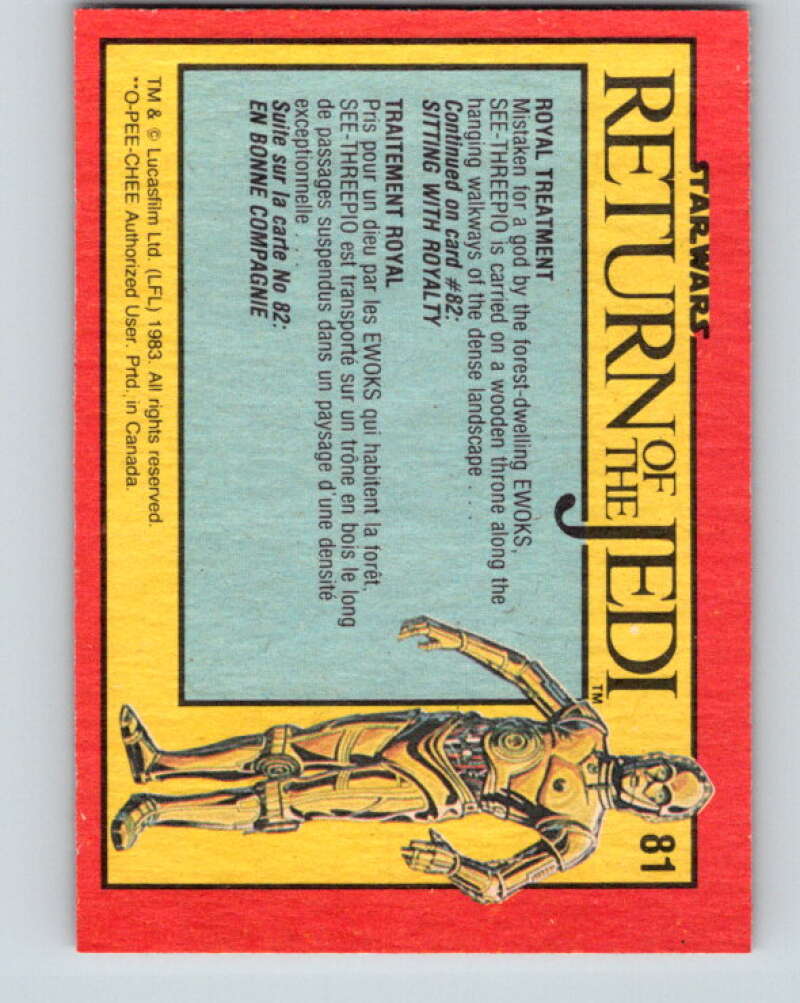 STAR WARS
RETURN OF THE JEDI™
81
ROYAL TREATMENT
Mistaken for a god by the forest-dwelling EWOKS,
SEE-THREEPIO is carried on a wooden throne along the
hanging walkways of the dense landscape . . . .
Continued on card #82:
SITTING WITH ROYALTY
TRAITEMENT ROYAL
Pris pour un dieu par les EWOKS qui habitent la forêt,
SEE-THREEPIO est transporté sur un trône en bois le long
de passages suspendus dans un paysage d'une densité
exceptionnelle . . . .
Suite sur la carte No 82:
EN BONNE COMPAGNIE
TM & © Lucasfilm Ltd. (LFL) 1983. All rights reserved.
**O-PEE-CHEE Authorized User. Prtd. in Canada.